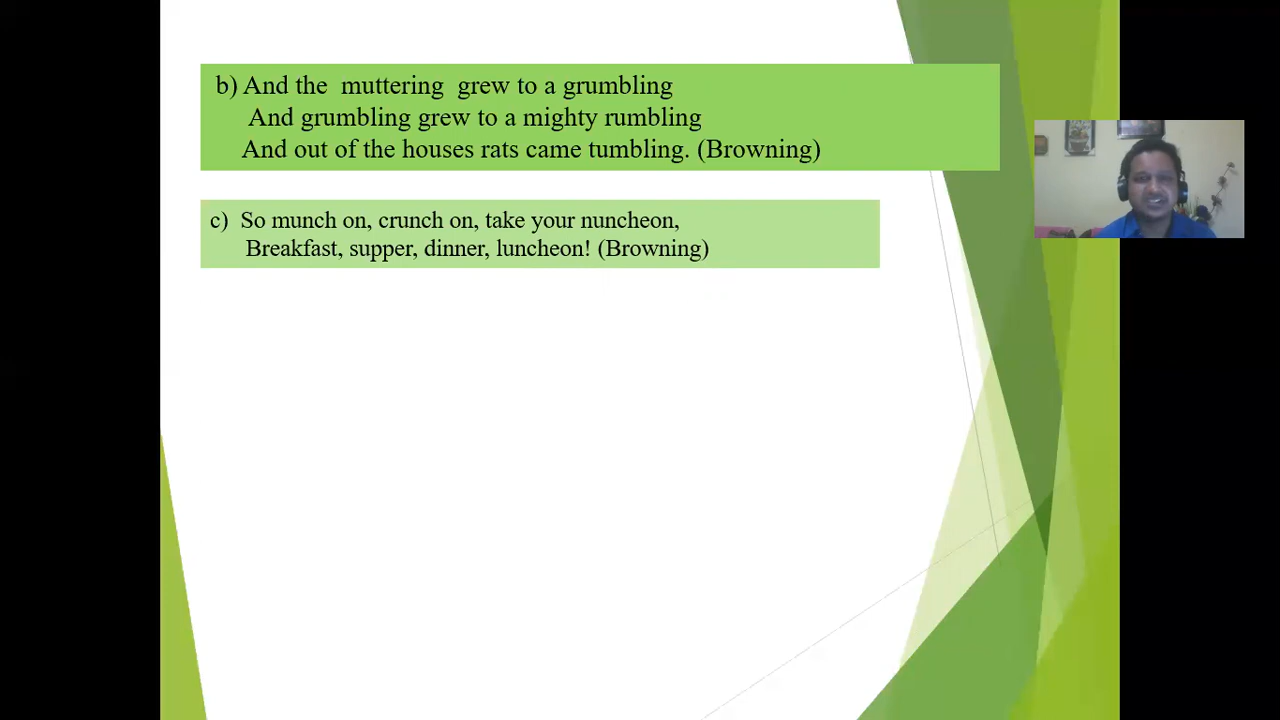 b) And the muttering grew to a grumbling
And grumbling grew to a mighty rumbling
And out of the houses rats came tumbling. (Browning)
c) So munch on, crunch on, take your nuncheon,
Breakfast, supper, dinner, luncheon! (Browning)